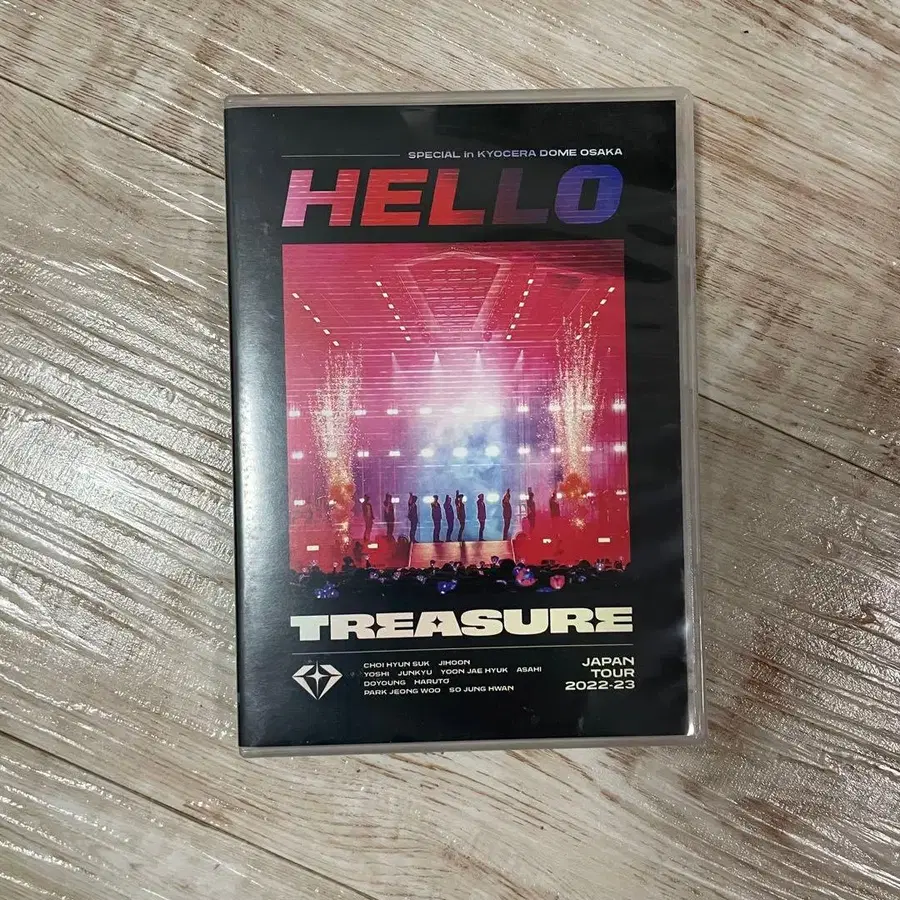 SPECIAL in KYOCERA DOME OSAKA
HELLO
TREASURE
CHOI HYUN SUK JIHOON
YOSHI JUNKYU YOON JAE HYUK ASAHI
DOYOUNG HARUTO
PARK JEONG WOO SO JUNG HWAN
JAPAN
TOUR
2022-23